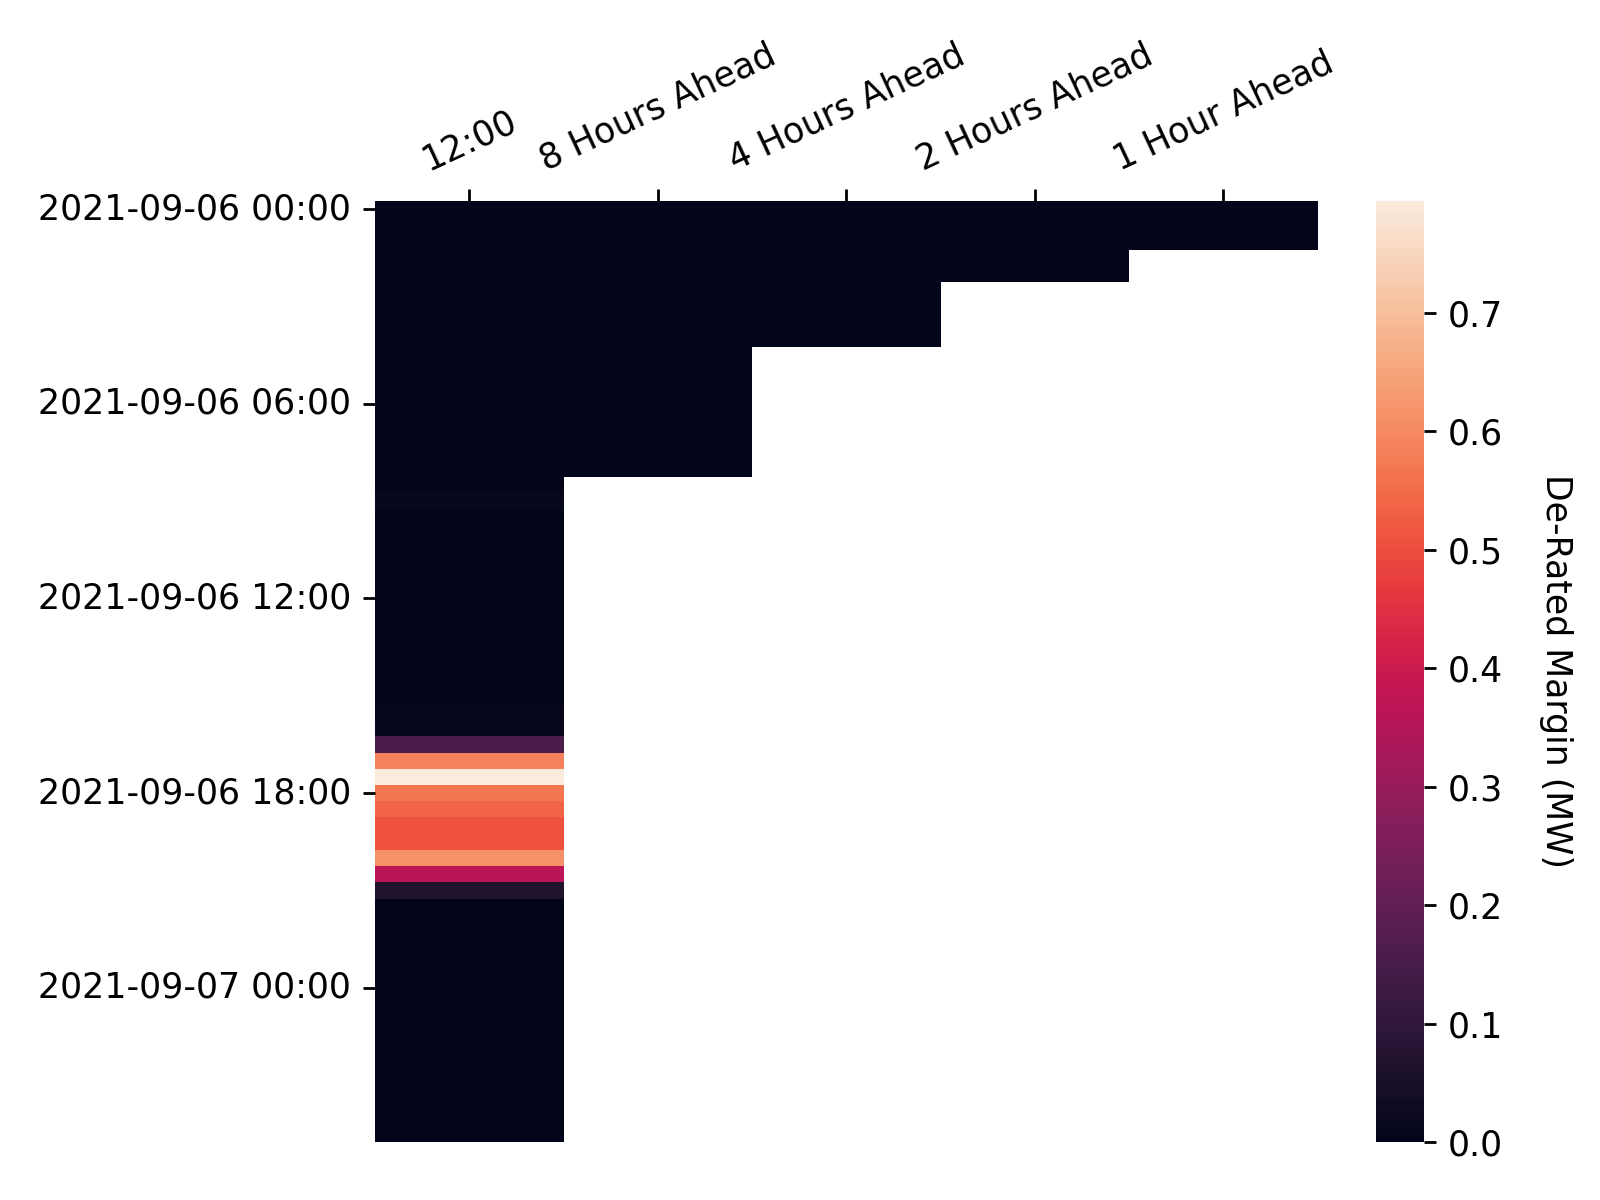 12:00
8 Hours Ahead
4 Hours Ahead
2 Hours Ahead
1 Hour Ahead
2021-09-06 00:00
2021-09-06 06:00
2021-09-06 12:00
2021-09-06 18:00
2021-09-07 00:00
0.7
0.6
0.5
0.4
0.3
0.2
0.1
0.0
De-Rated Margin (MW)